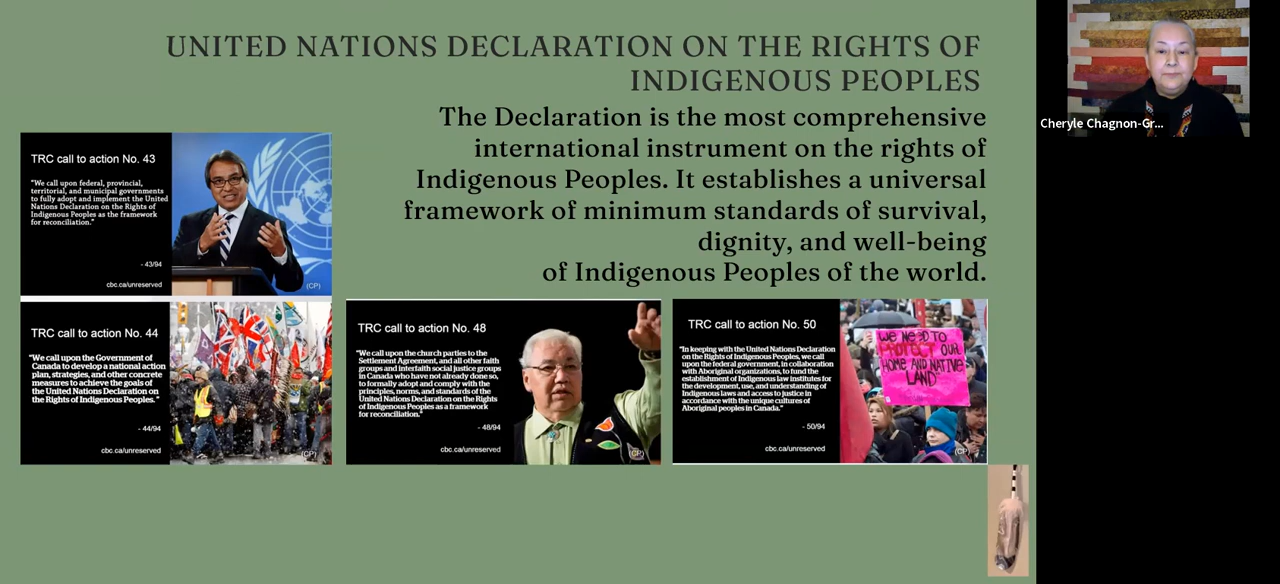 UNITED NATIONS DECLARATION ON THE RIGHTS OF
INDIGENOUS PEOPLES
The Declaration is the most comprehensive
international instrument on the rights of
Indigenous Peoples. It establishes a universal
framework of minimum standards of survival,
dignity, and well-being
of Indigenous Peoples of the world.
TRC call to action No. 43
"We call upon federal, provincial,
territorial, and municipal governments
to fully adopt and implement the United
Nations Declaration on the Rights of
Indigenous Peoples as the framework
for reconciliation."
- 43/94
cbc.ca/unreserved
(CP)
TRC call to action No. 44
"We call upon the Government of
Canada to develop a national action
plan, strategies, and other concrete
measures to achieve the goals of
the United Nations Declaration on
the Rights of Indigenous Peoples."
- 44/94
cbc.ca/unreserved
(CP)
TRC call to action No. 48
"We call upon the church parties to the
Settlement Agreement, and all other faith
groups and interfaith social justice groups
in Canada who have not already done so,
to formally adopt and comply with the
principles, norms, and standards of the
United Nations Declaration on the Rights
of Indigenous Peoples as a framework
for reconciliation."
- 48/94
cbc.ca/unreserved
(CP)
TRC call to action No. 50
"In keeping with the United Nations Declaration
on the Rights of Indigenous Peoples, we call
upon the federal government, in collaboration
with Aboriginal organizations, to fund the
establishment of Indigenous law institutes for
the development, use, and understanding of
Indigenous laws and access to justice in
accordance with the unique cultures of
Aboriginal peoples in Canada."
- 50/94
cbc.ca/unreserved
WE NEED TO
PROTECT OUR
HOME AND NATIVE
LAND
(CP)
Cheryle Chagnon-Gr...